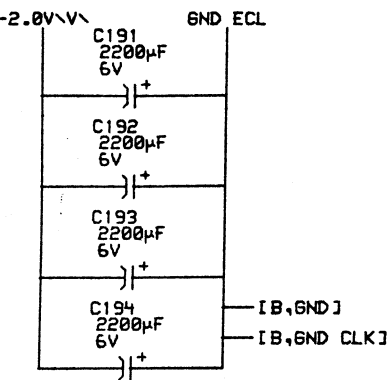 -2.0V\V\ GND ECL
C191
2200µF
6V
+
C192
2200µF
6V
+
C193
2200µF
6V
+
[B,GND]
C194
2200µF
6V
[B,GND CLK]
+